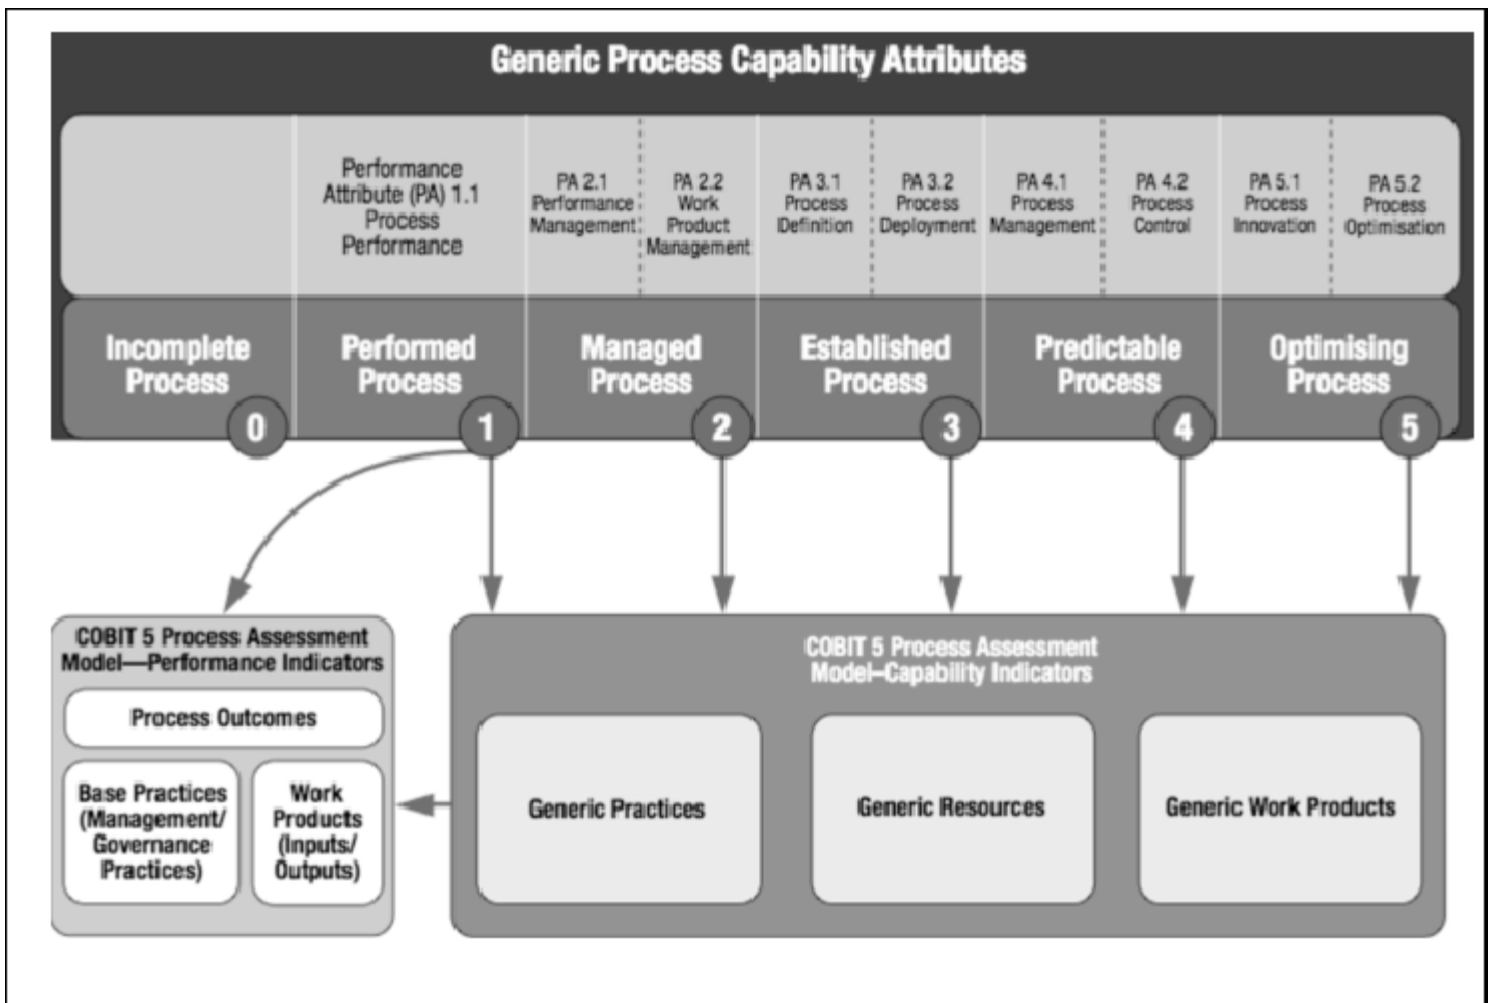 Generic Process Capability Attributes
Performance
Attribute (PA) 1.1
Process
Performance
PA 2.1
Performance
Management
PA 2.2
Work
Product
Management
PA 3.1
Process
Definition
PA 3.2
Process
Deployment
PA 4.1
Process
Management
PA 4.2
Process
Control
PA 5.1
Process
Innovation
PA 5.2
Process
Optimisation
Incomplete
Process
0
Performed
Process
1
Managed
Process
2
Established
Process
3
Predictable
Process
4
Optimising
Process
5
COBIT 5 Process Assessment
Model—Performance Indicators
Process Outcomes
Base Practices
(Management/
Governance
Practices)
Work
Products
(Inputs/
Outputs)
COBIT 5 Process Assessment
Model–Capability Indicators
Generic Practices
Generic Resources
Generic Work Products